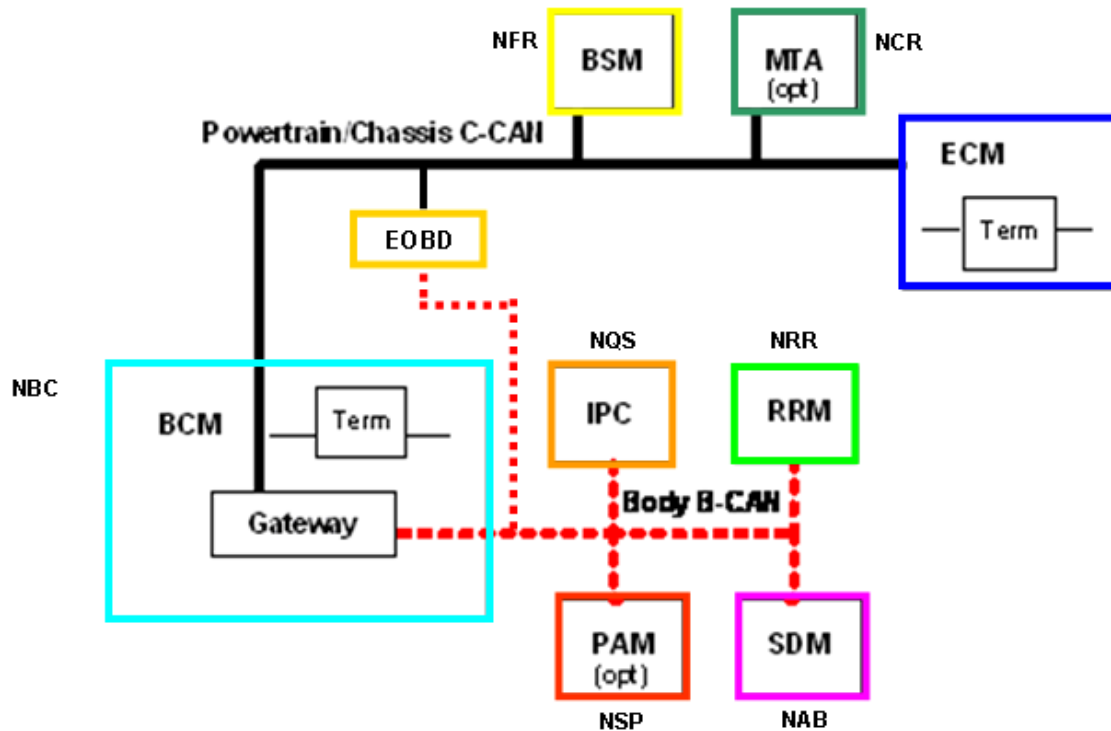 NFR
BSM
MTA
(opt)
NCR
Powertrain/Chassis C-CAN
ECM
Term
EOBD
NBC
BCM
Term
Gateway
NQS
IPC
NRR
RRM
Body B-CAN
PAM
(opt)
NSP
SDM
NAB